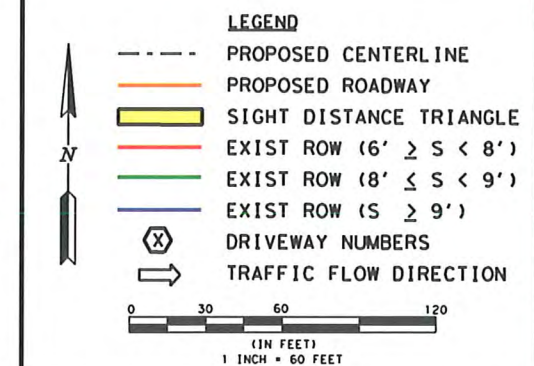 LEGEND
PROPOSED CENTERLINE
PROPOSED ROADWAY
SIGHT DISTANCE TRIANGLE
N
EXIST ROW (6' ≥ S < 8')
EXIST ROW (8' ≤ S < 9')
EXIST ROW (S ≥ 9')
X DRIVEWAY NUMBERS
TRAFFIC FLOW DIRECTION
0 30 60 120
(IN FEET)
1 INCH = 60 FEET